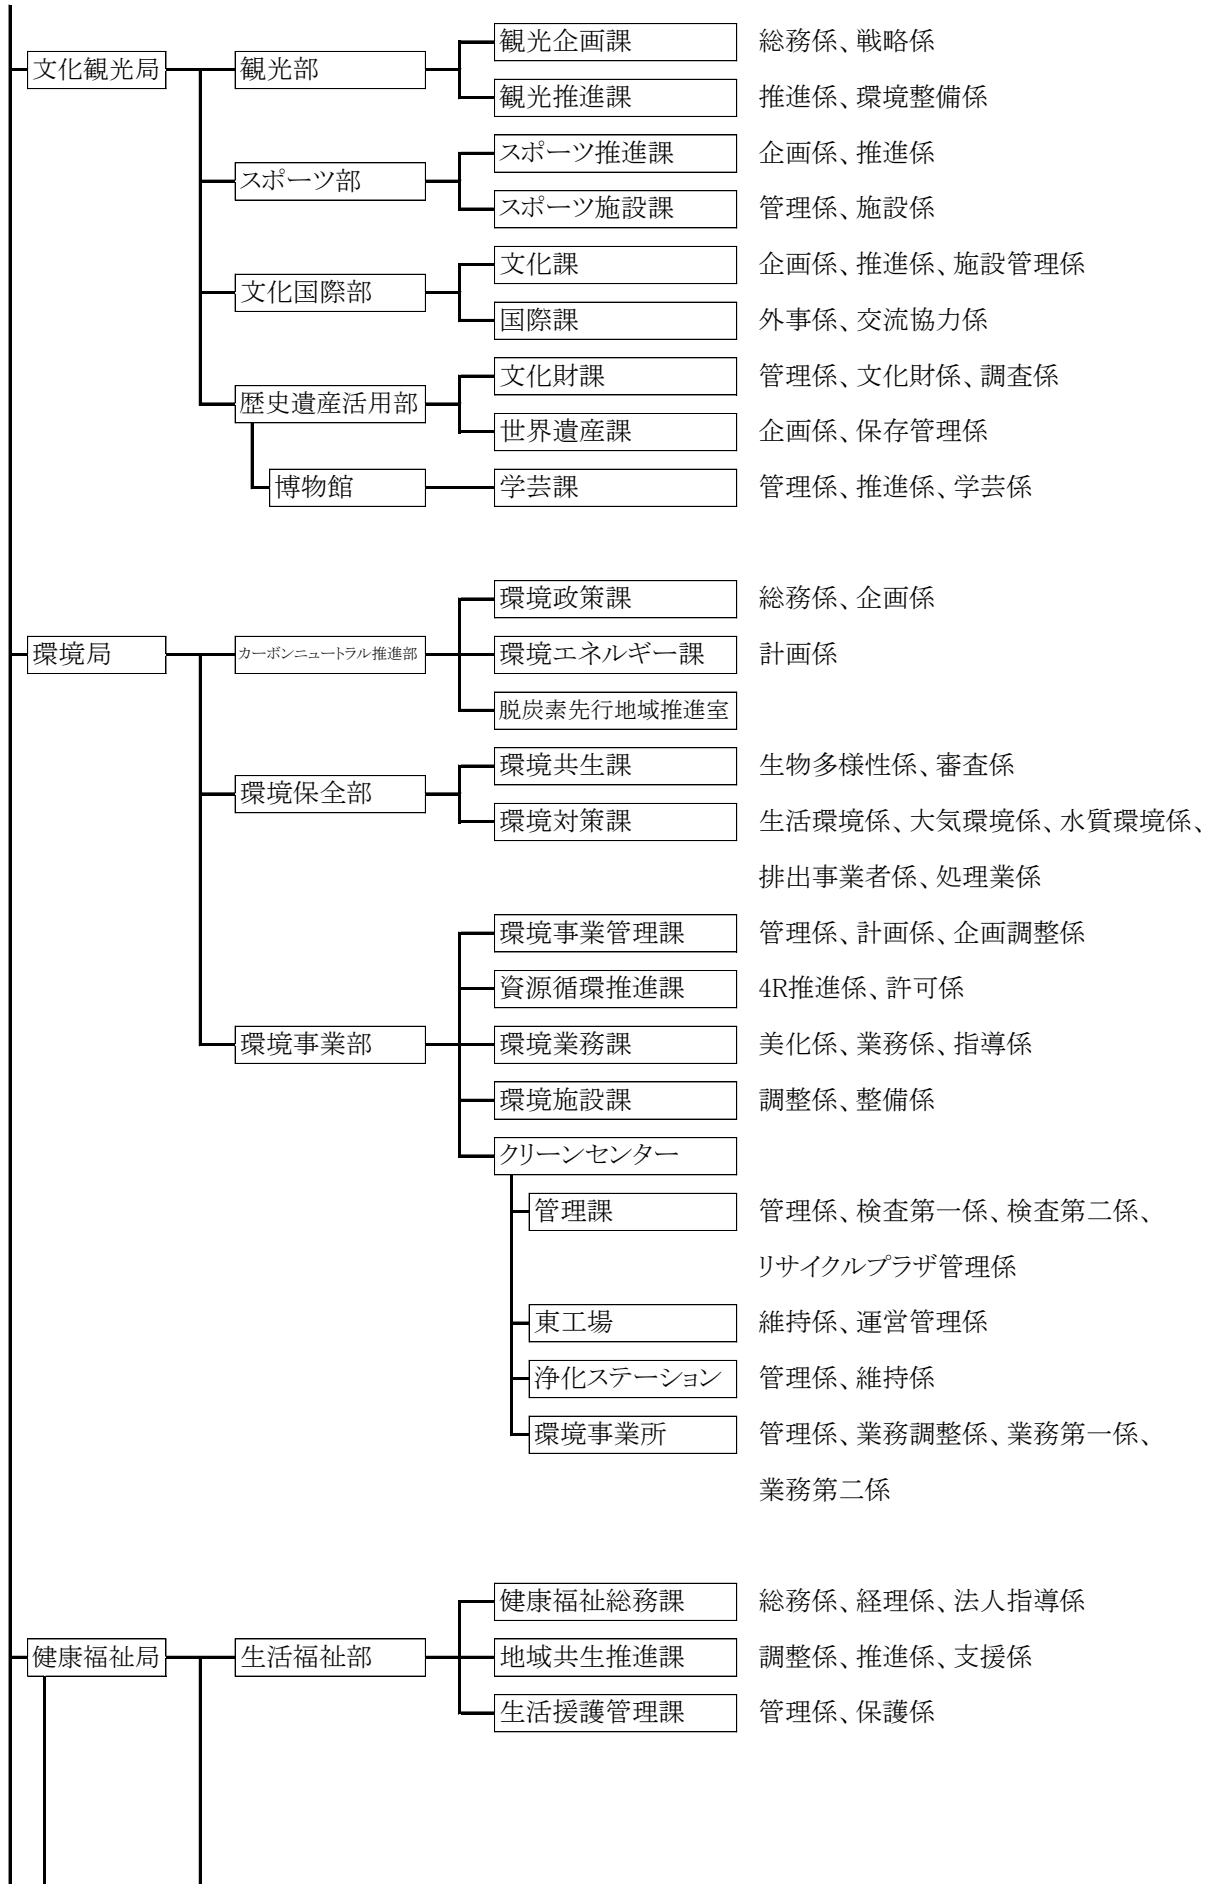 観光企画課 総務係、戦略係
文化観光局 観光部
観光推進課 推進係、環境整備係
スポーツ推進課 企画係、推進係
スポーツ部
スポーツ施設課 管理係、施設係
文化課 企画係、推進係、施設管理係
文化国際部
国際課 外事係、交流協力係
文化財課 管理係、文化財係、調査係
歴史遺産活用部
世界遺産課 企画係、保存管理係
博物館 学芸課 管理係、推進係、学芸係
環境政策課 総務係、企画係
環境局 カーボンニュートラル推進部 環境エネルギー課 計画係
脱炭素先行地域推進室
環境共生課 生物多様性係、審査係
環境保全部
環境対策課 生活環境係、大気環境係、水質環境係、
排出事業者係、処理業係
環境事業管理課 管理係、計画係、企画調整係
資源循環推進課 4R推進係、許可係
環境事業部 環境業務課 美化係、業務係、指導係
環境施設課 調整係、整備係
クリーンセンター
管理課 管理係、検査第一係、検査第二係、
リサイクルプラザ管理係
東工場 維持係、運営管理係
浄化ステーション 管理係、維持係
環境事業所 管理係、業務調整係、業務第一係、
業務第二係
健康福祉総務課 総務係、経理係、法人指導係
健康福祉局 生活福祉部 地域共生推進課 調整係、推進係、支援係
生活援護管理課 管理係、保護係